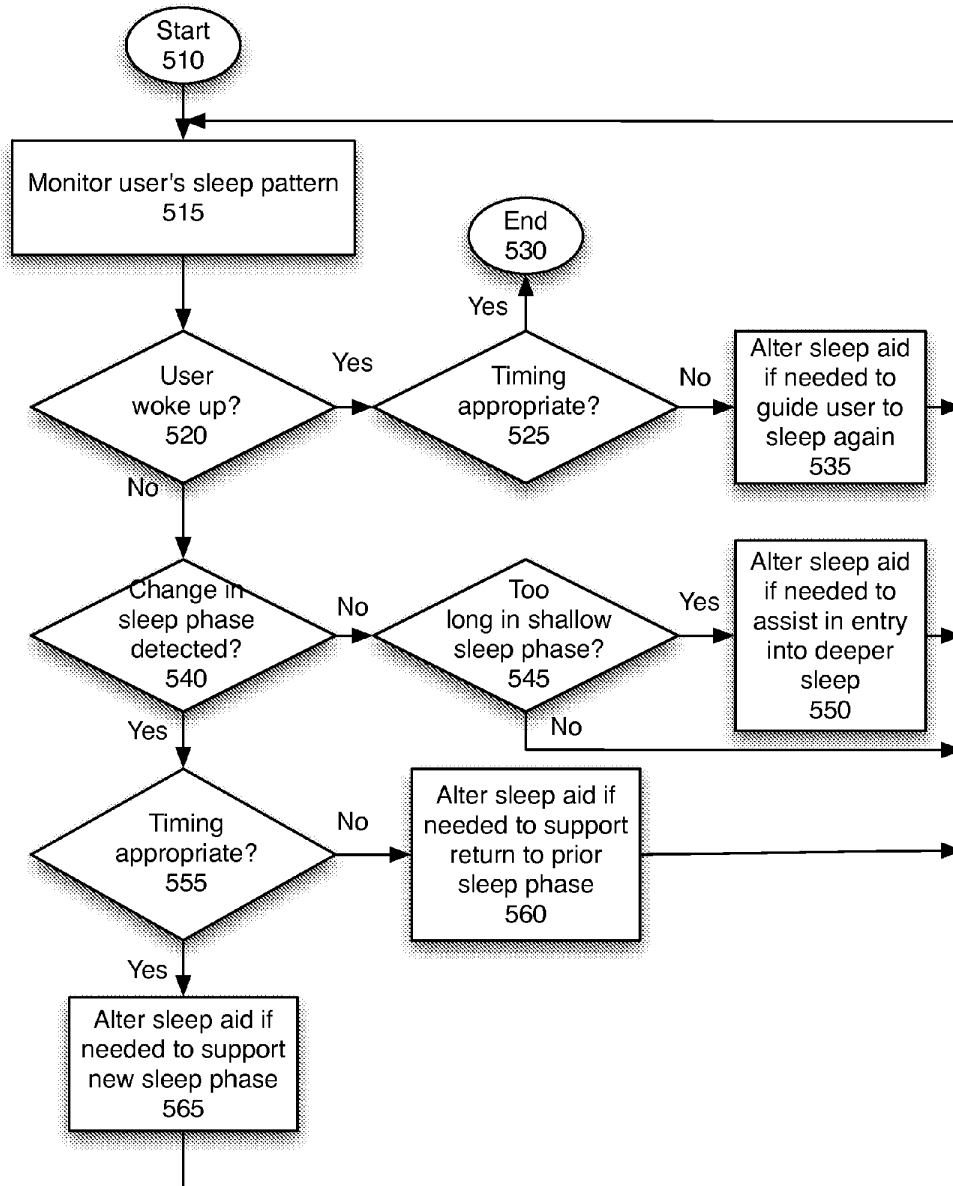 Start
510
Monitor user's sleep pattern
515
End
530
Yes
User
woke up?
520
Yes
Timing
appropriate?
525
No
Alter sleep aid
if needed to
guide user to
sleep again
535
No
Change in
sleep phase
detected?
540
No
Too
long in shallow
sleep phase?
545
Yes
Alter sleep aid
if needed to
assist in entry
into deeper
sleep
550
No
Yes
Timing
appropriate?
555
No
Alter sleep aid if
needed to support
return to prior
sleep phase
560
Yes
Alter sleep aid if
needed to support
new sleep phase
565